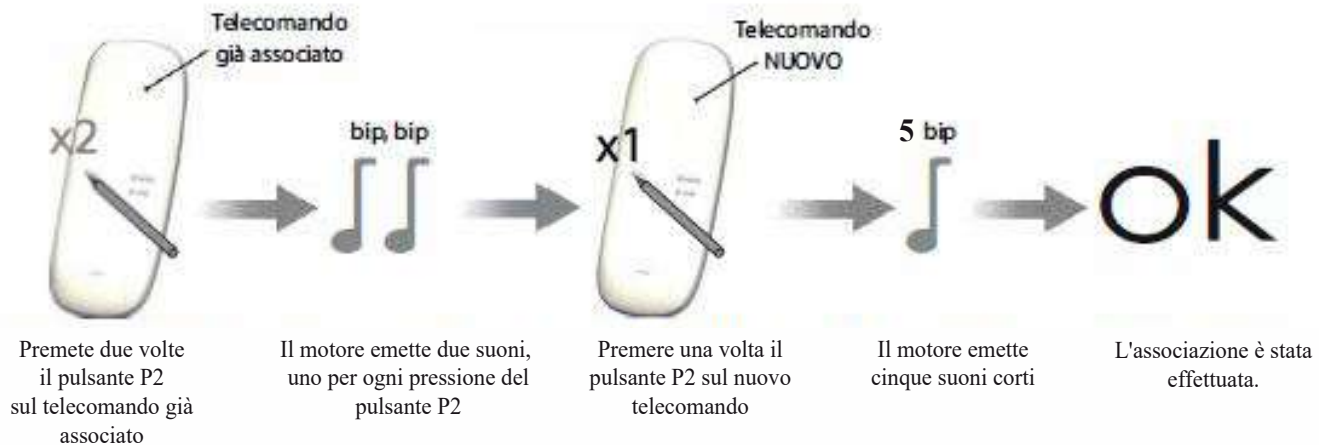 Telecomando
già associato
x2
bip, bip
Telecomando
NUOVO
x1
5 bip
ok
Premete due volte
il pulsante P2
sul telecomando già
associato
Il motore emette due suoni,
uno per ogni pressione del
pulsante P2
Premere una volta il
pulsante P2 sul nuovo
telecomando
Il motore emette
cinque suoni corti
L'associazione è stata
effettuata.